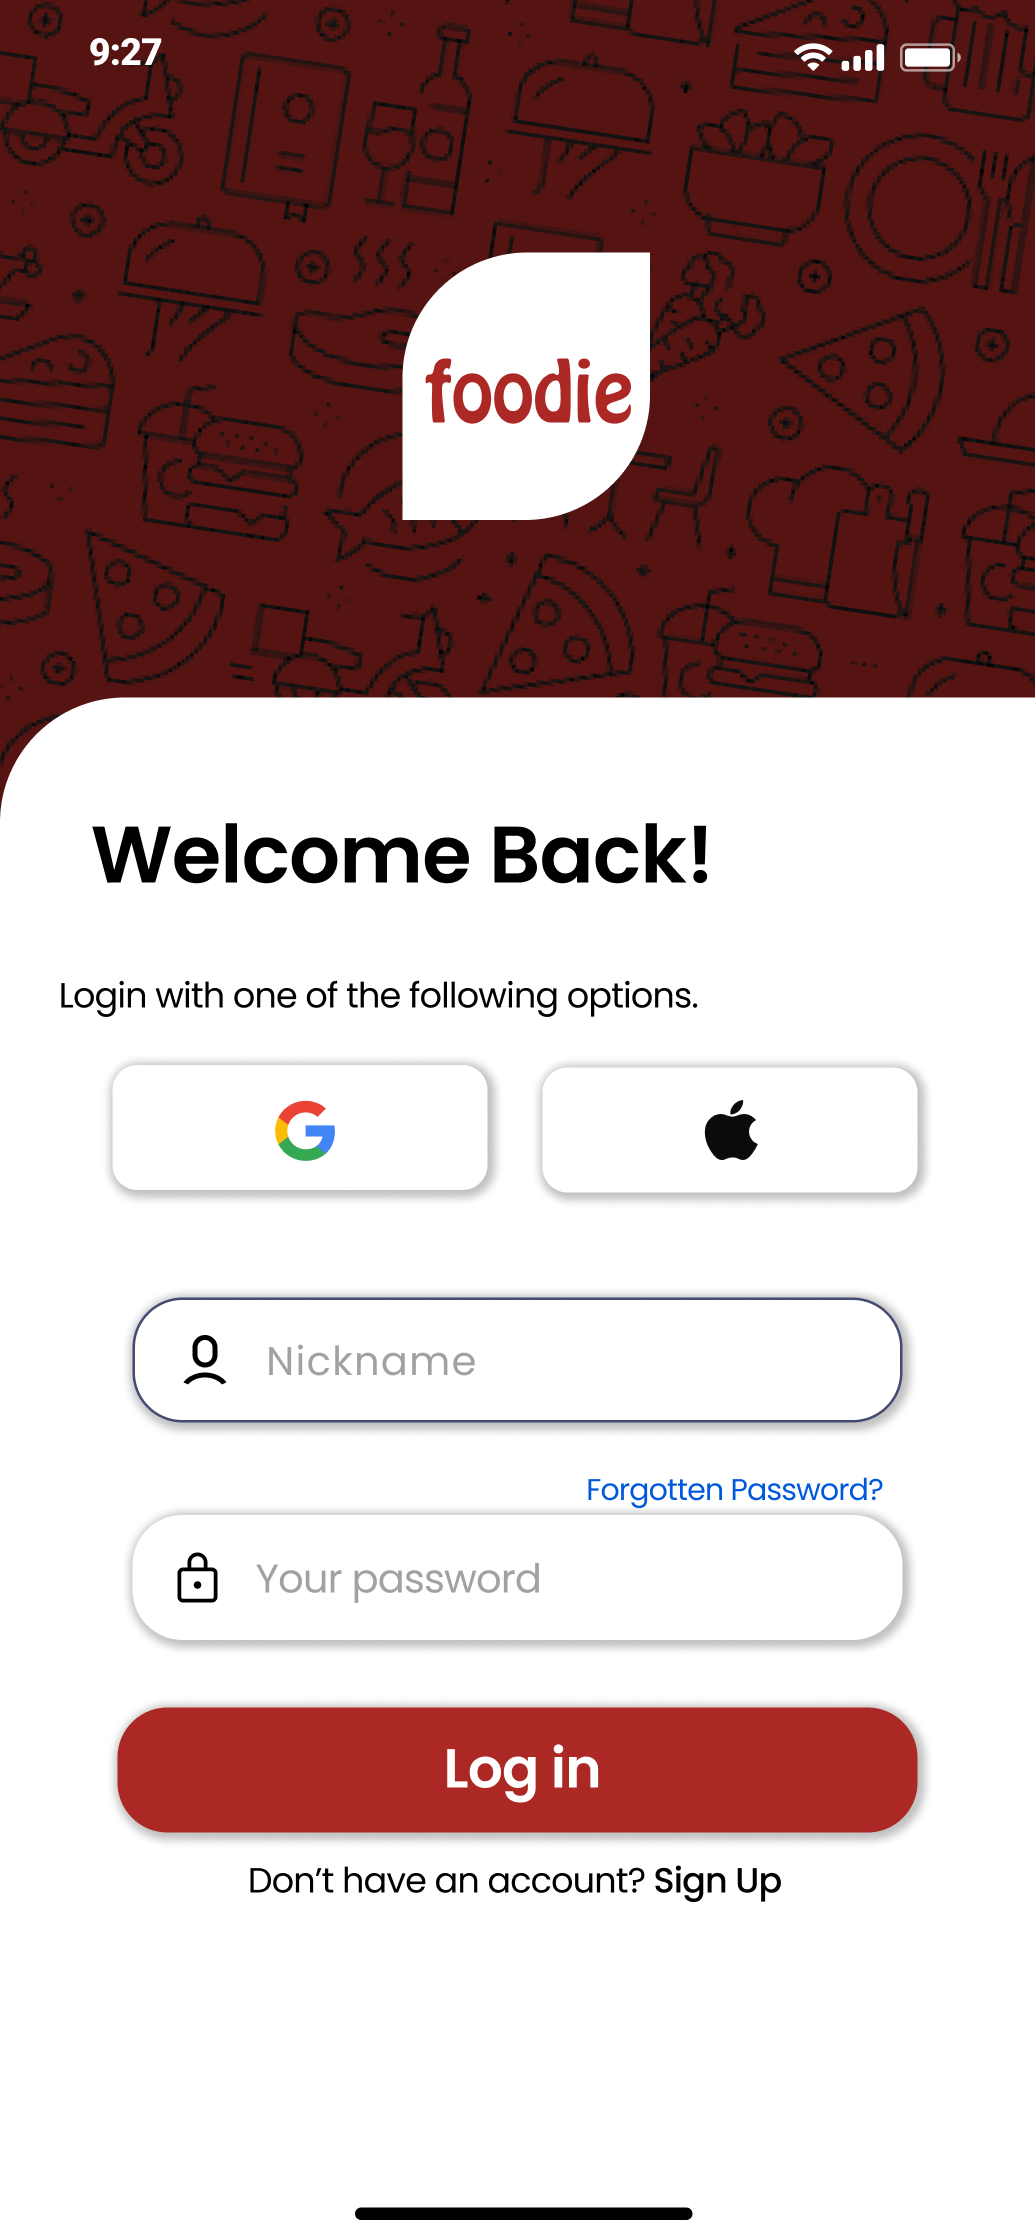 9:27
foodie
Welcome Back!
Login with one of the following options.
Nickname
Forgotten Password?
Your password
Log in
Don’t have an account? Sign Up